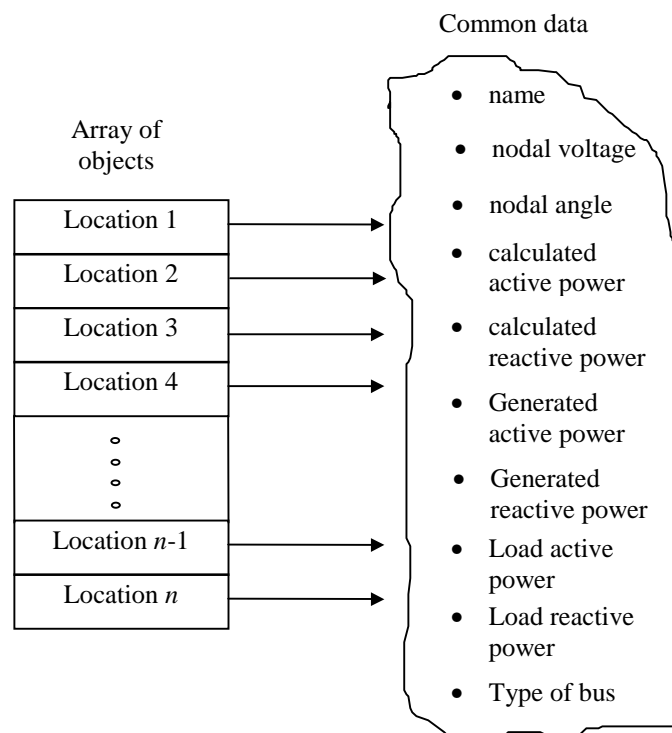 Common data
Array of
objects
Location 1
Location 2
Location 3
Location 4
Location n-1
Location n
• name
• nodal voltage
• nodal angle
• calculated
active power
• calculated
reactive power
• Generated
active power
• Generated
reactive power
• Load active
power
• Load reactive
power
• Type of bus